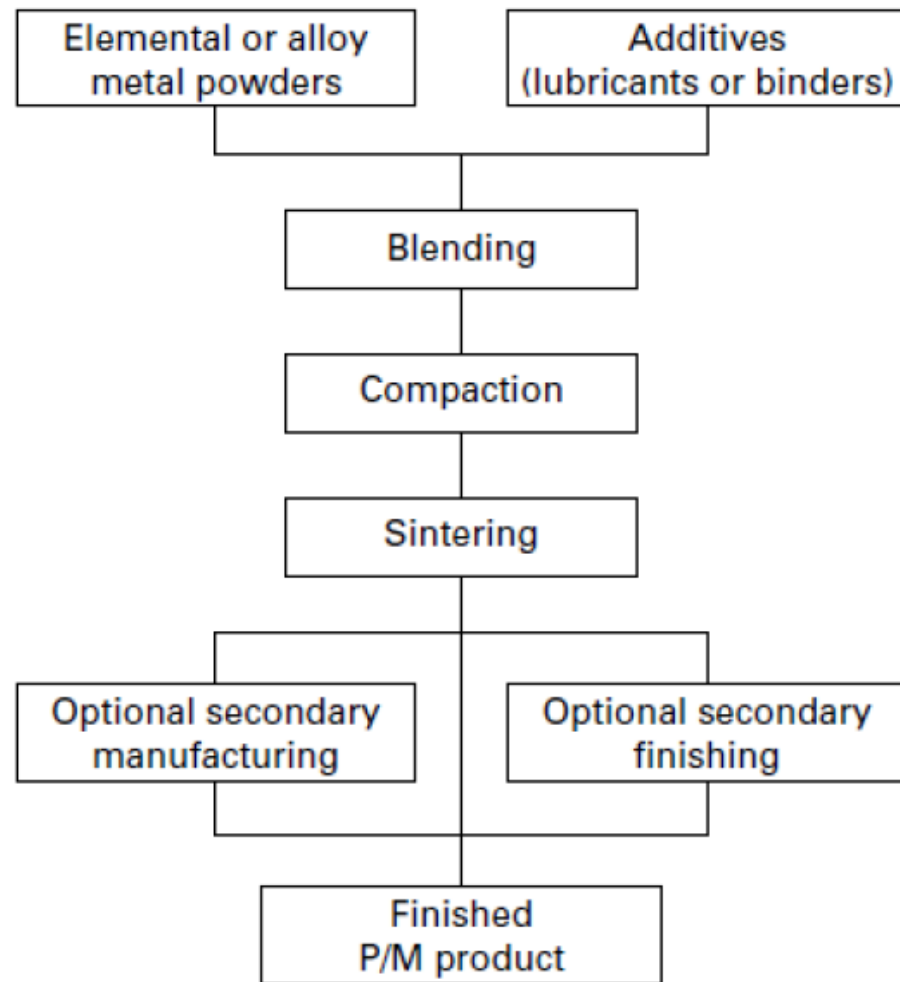 Elemental or alloy
metal powders
Additives
(lubricants or binders)
Blending
Compaction
Sintering
Optional secondary
manufacturing
Optional secondary
finishing
Finished
P/M product